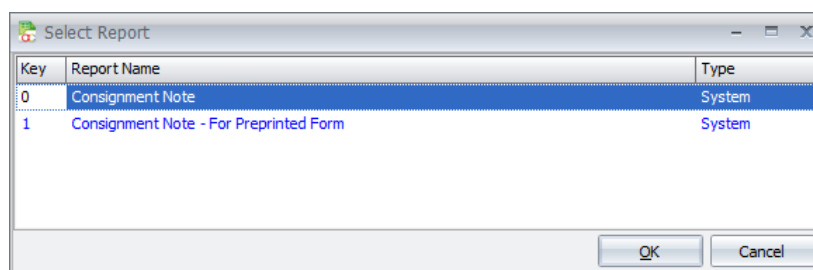 Select Report
Key Report Name Type
0 Consignment Note System
1 Consignment Note - For Preprinted Form System
OK Cancel